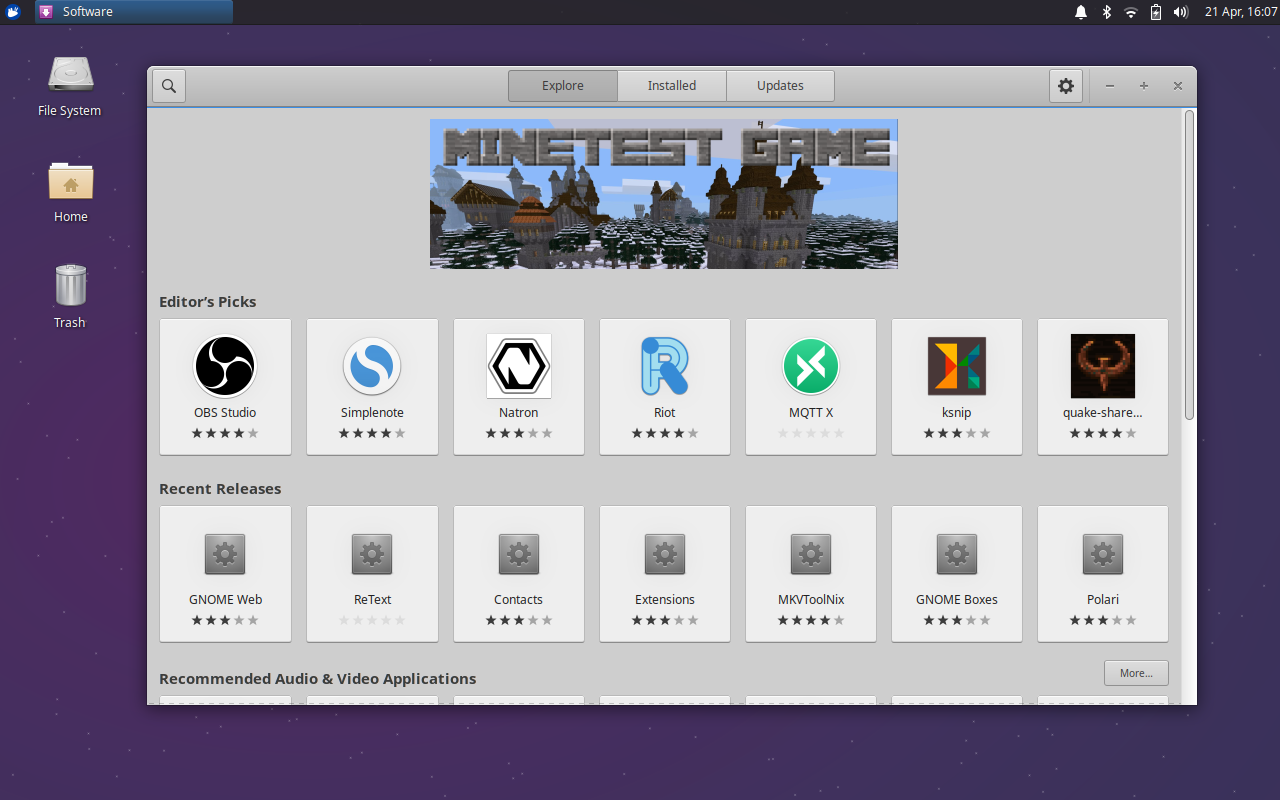 Software
21 Apr, 16:07
File System
Home
Trash
Explore
Installed
Updates
MINETEST GAME
4
Editor’s Picks
OBS Studio
Simplenote
Natron
Riot
MQTT X
ksnip
quake-share...
Recent Releases
GNOME Web
ReText
Contacts
Extensions
MKVToolNix
GNOME Boxes
Polari
Recommended Audio & Video Applications
More...